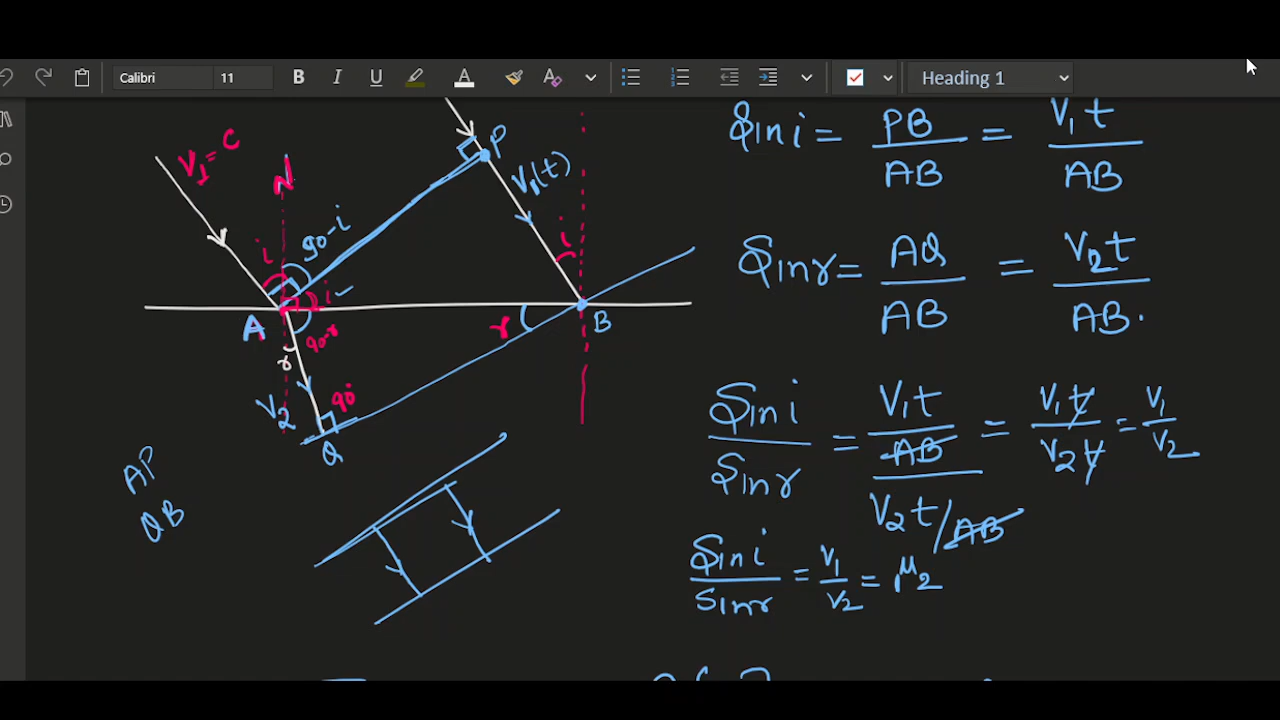 Calibri 11 B I U A A Heading 1
V1 = C
N
P
V1(t)
i
90-i
i
i
A
r
B
90-r
r
V2
90°
Q
AP
QB
Sin i = PB / AB = V1t / AB
Sin r = AQ / AB = V2t / AB.
Sin i / Sin r = V1t / AB / V2t / AB = V1t / V2t = V1 / V2
Sin i / Sin r = V1 / V2 = μ2